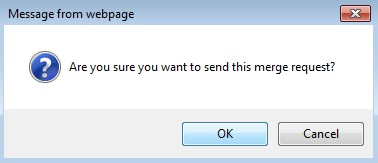 Message from webpage
Are you sure you want to send this merge request?
OK
Cancel